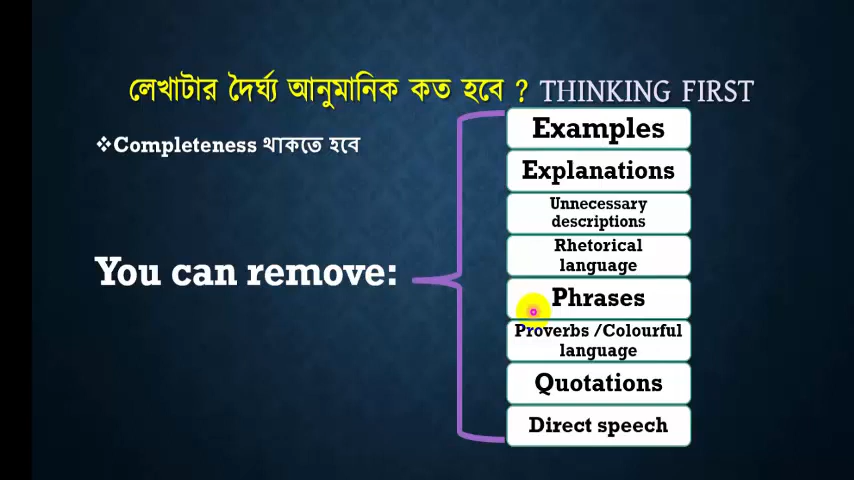 লেখাটার দৈর্ঘ্য আনুমানিক কত হবে ? THINKING FIRST
❖Completeness থাকতে হবে
You can remove:
Examples
Explanations
Unnecessary
descriptions
Rhetorical
language
Phrases
Proverbs /Colourful
language
Quotations
Direct speech